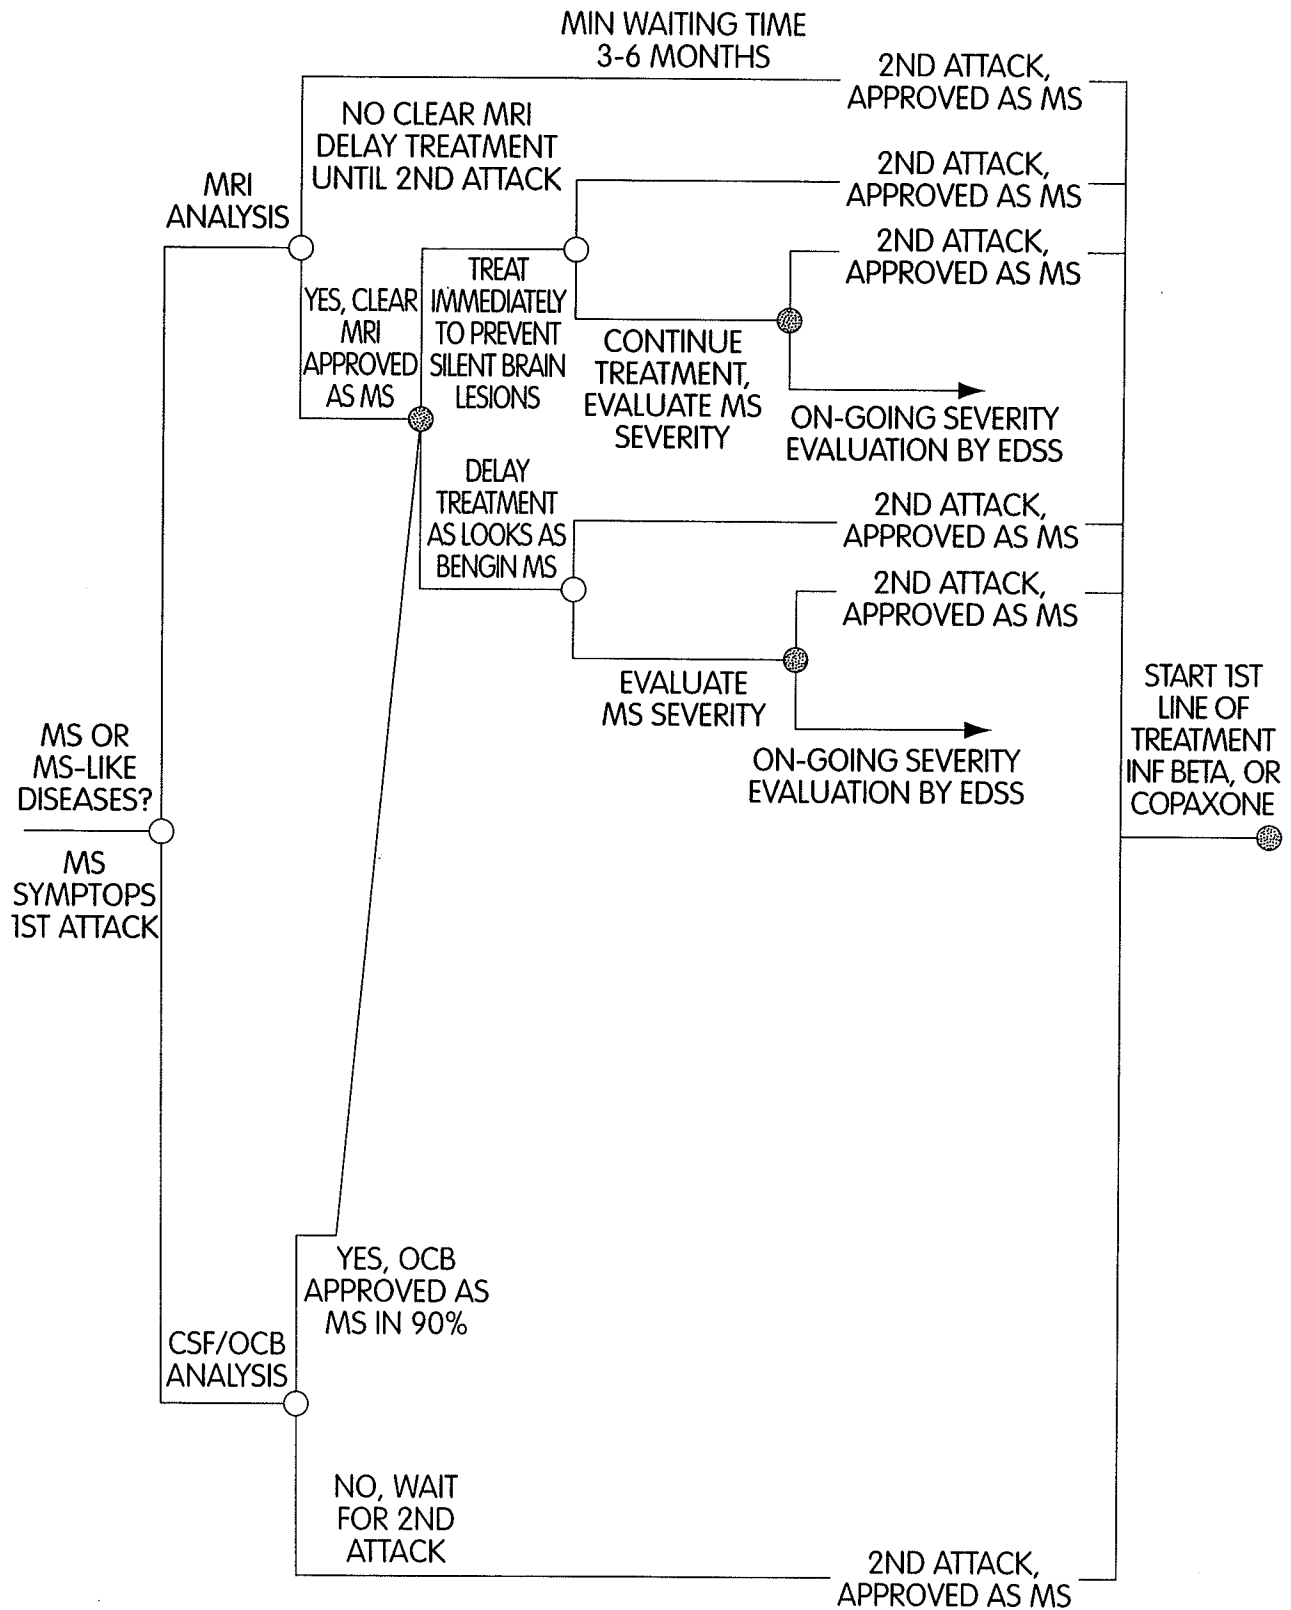 MIN WAITING TIME
3-6 MONTHS
2ND ATTACK,
APPROVED AS MS
NO CLEAR MRI
DELAY TREATMENT
UNTIL 2ND ATTACK
2ND ATTACK,
APPROVED AS MS
MRI
ANALYSIS
2ND ATTACK,
APPROVED AS MS
YES, CLEAR
MRI
APPROVED
AS MS
TREAT
IMMEDIATELY
TO PREVENT
SILENT BRAIN
LESIONS
CONTINUE
TREATMENT,
EVALUATE MS
SEVERITY
ON-GOING SEVERITY
EVALUATION BY EDSS
DELAY
TREATMENT
AS LOOKS AS
BENGIN MS
2ND ATTACK,
APPROVED AS MS
2ND ATTACK,
APPROVED AS MS
EVALUATE
MS SEVERITY
ON-GOING SEVERITY
EVALUATION BY EDSS
START 1ST
LINE OF
TREATMENT
INF BETA, OR
COPAXONE
MS OR
MS-LIKE
DISEASES?
MS
SYMPTOPS
1ST ATTACK
YES, OCB
APPROVED AS
MS IN 90%
CSF/OCB
ANALYSIS
NO, WAIT
FOR 2ND
ATTACK
2ND ATTACK,
APPROVED AS MS